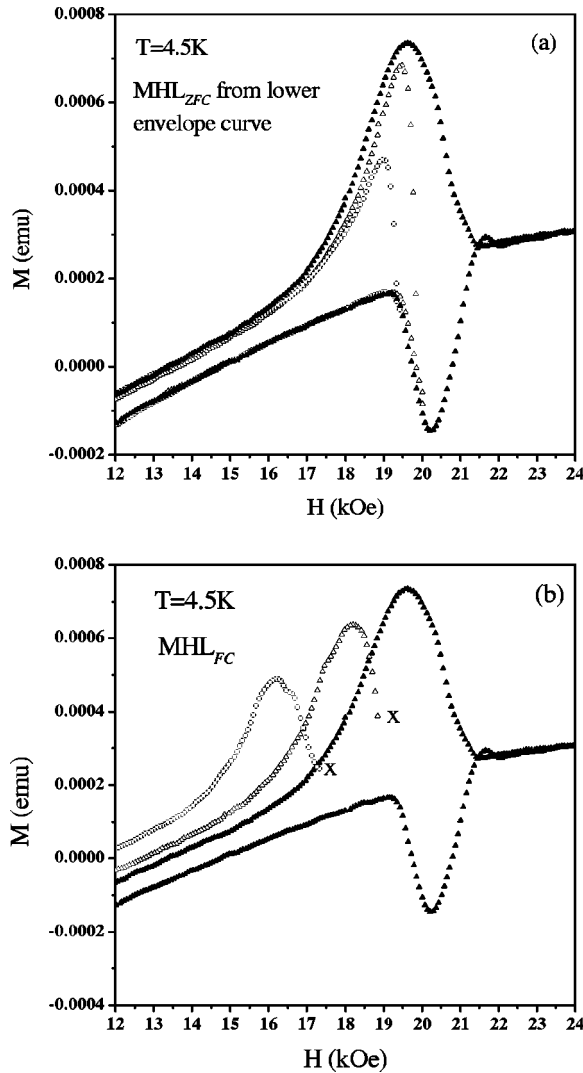 0.0008
(a)
T=4.5K
MHL_ZFC from lower
envelope curve
0.0006
0.0004
0.0002
0.0000
-0.0002
M (emu)
12 13 14 15 16 17 18 19 20 21 22 23 24
H (kOe)
0.0008
(b)
T=4.5K
MHL_FC
0.0006
0.0004
0.0002
0.0000
-0.0002
-0.0004
M (emu)
X
X
12 13 14 15 16 17 18 19 20 21 22 23 24
H (kOe)